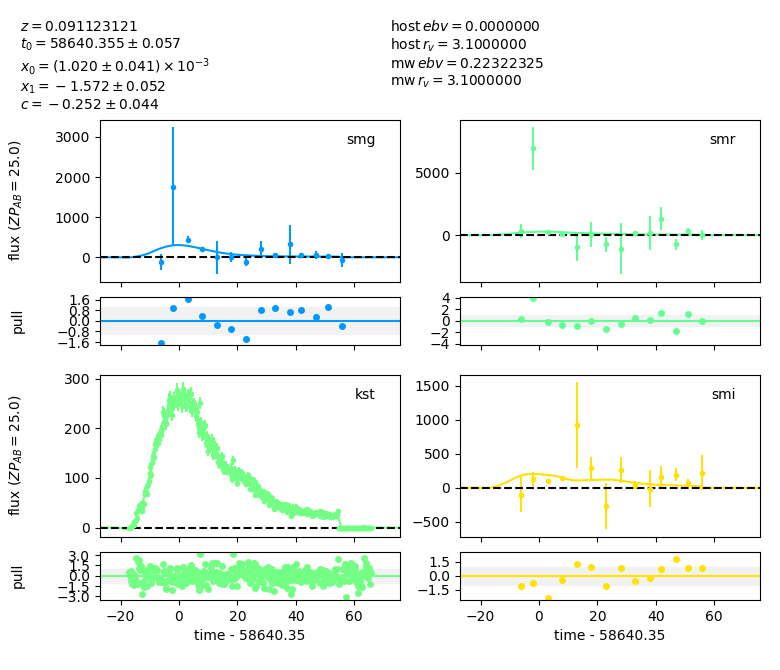 z = 0.091123121
t₀ = 58640.355 ± 0.057
x₀ = (1.020 ± 0.041) × 10⁻³
x₁ = −1.572 ± 0.052
c = −0.252 ± 0.044
host ebv = 0.0000000
host r_v = 3.1000000
mw ebv = 0.22322325
mw r_v = 3.1000000
flux (ZP_AB = 25.0)
3000
2000
1000
0
smg
5000
0
smr
pull
1.6
0.8
0.0
−0.8
−1.6
4
2
0
−2
−4
flux (ZP_AB = 25.0)
300
200
100
0
kst
1500
1000
500
0
−500
smi
pull
3.0
1.5
0.0
−1.5
−3.0
1.5
0.0
−1.5
−20 0 20 40 60
−20 0 20 40 60
time - 58640.35
time - 58640.35